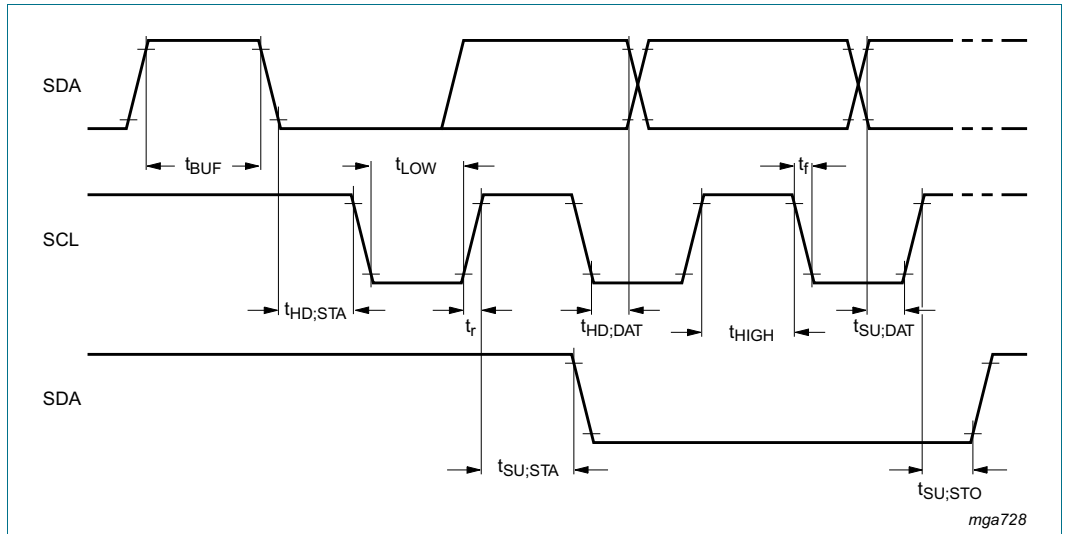 SDA
tBUF
tLOW
tf
SCL
tHD;STA
tr
tHD;DAT
tHIGH
tSU;DAT
SDA
tSU;STA
tSU;STO
mga728